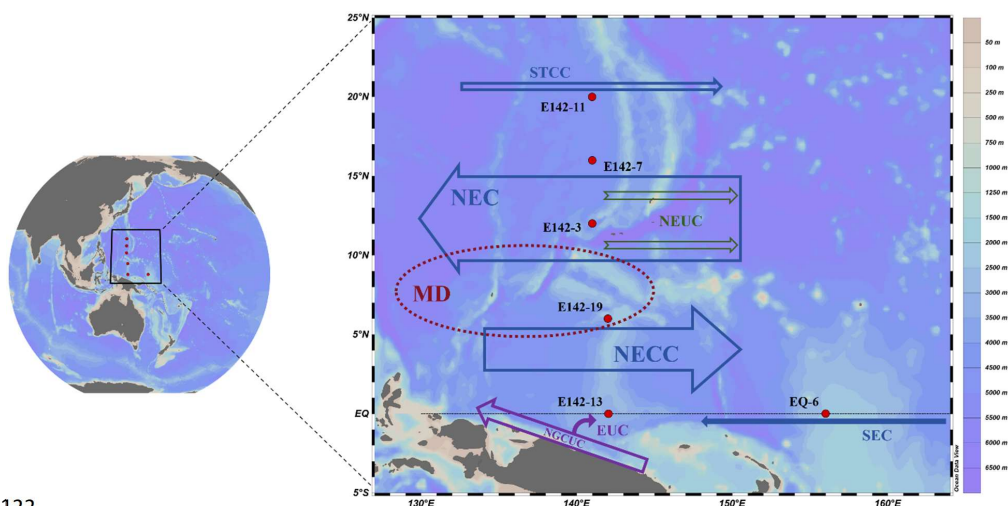 25°N
50 m
100 m
250 m
500 m
750 m
1000 m
1250 m
1500 m
1750 m
2000 m
2500 m
3000 m
3500 m
4000 m
4500 m
5000 m
5500 m
6000 m
6500 m
STCC
20°N
E142-11
E142-7
15°N
NEC
NEUC
E142-3
10°N
MD
E142-19
5°N
NECC
E142-13
EQ-6
EQ
NGCUC
EUC
SEC
Ocean Data View
5°S
130°E
140°E
150°E
160°E
122